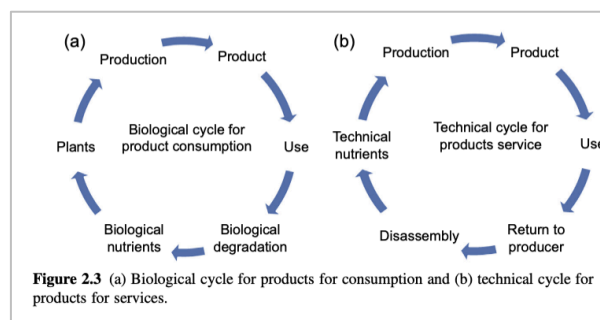 (a)
Production
Product
Plants
Biological cycle for
product consumption
Use
Biological
nutrients
Biological
degradation
(b)
Production
Product
Technical
nutrients
Technical cycle for
products service
Use
Disassembly
Return to
producer
Figure 2.3 (a) Biological cycle for products for consumption and (b) technical cycle for
products for services.